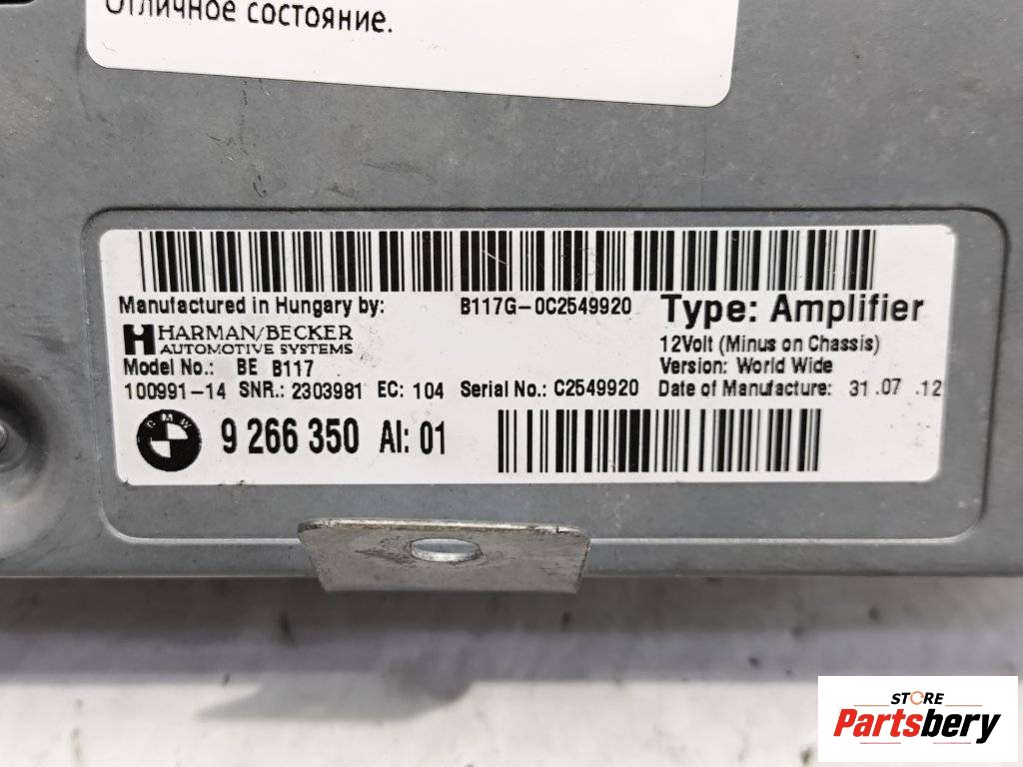 Отличное состояние.
Manufactured in Hungary by: B117G-0C2549920 Type: Amplifier
HARMAN/BECKER 12Volt (Minus on Chassis)
AUTOMOTIVE SYSTEMS
Model No.: BE B117 Version: World Wide
100991-14 SNR.: 2303981 EC: 104 Serial No.: C2549920 Date of Manufacture: 31.07 .12
BMW 9 266 350 AI: 01
STORE
Partsbery